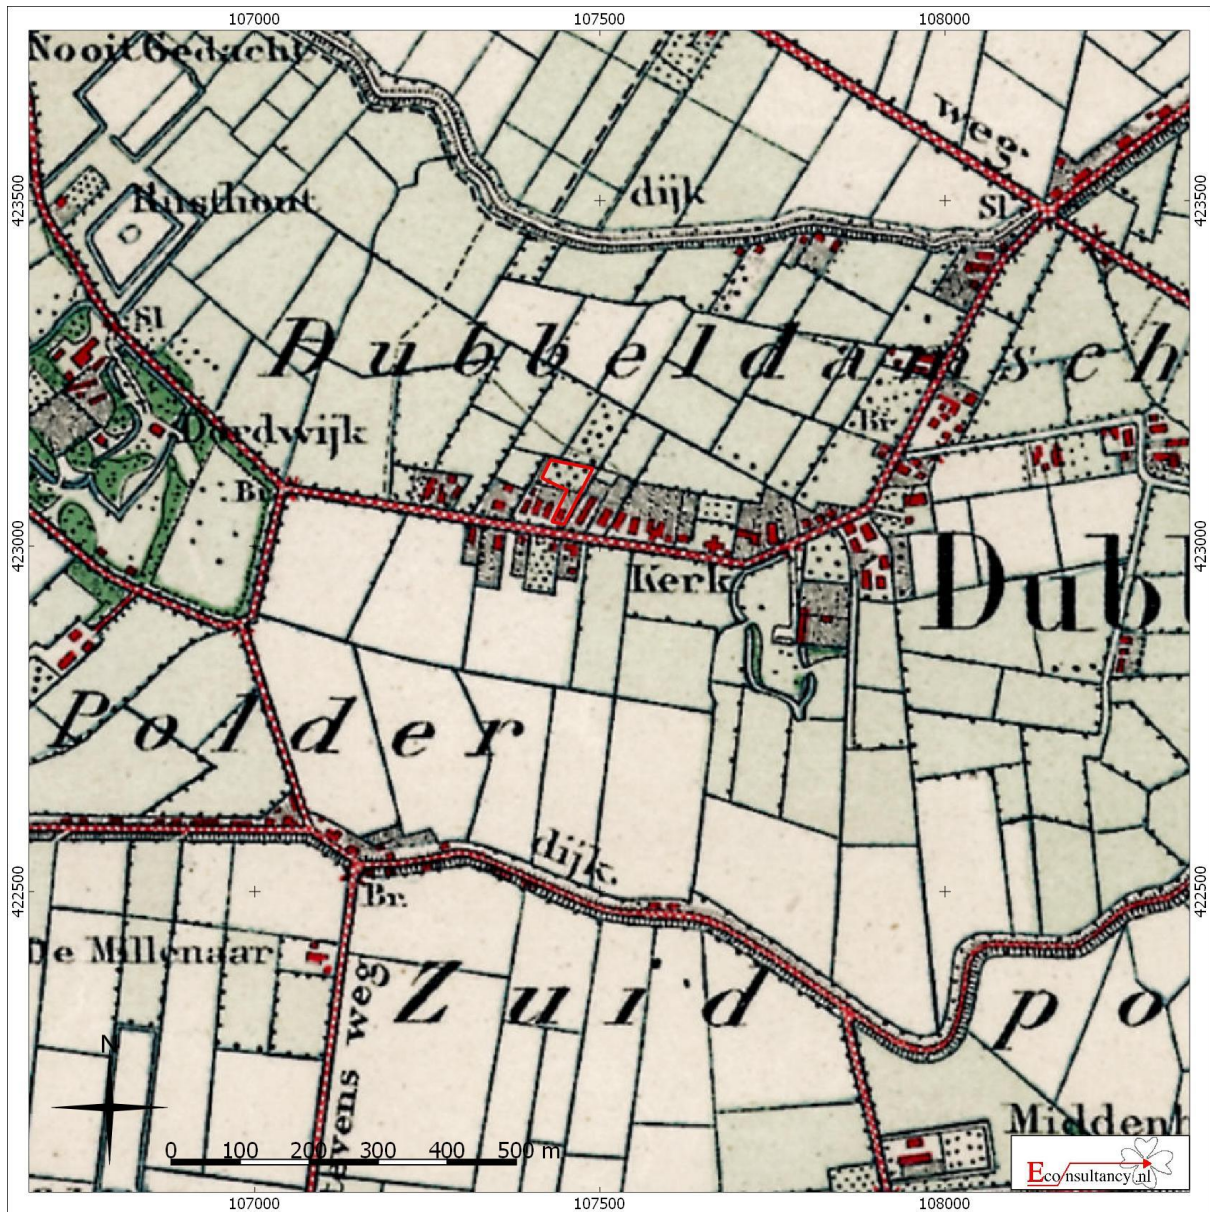 107000 107500 108000
Nooit Gedacht
weg.
423500 423500
Rusthout
dijk
Sl
Sl
Dubbeldamsch
Br.
Dordwijk
Br.
423000 423000
Kerk
Dubb
Polder
dijk.
422500 422500
Br.
De Millenaar
Zuid po
N
weg
Middenh
0 100 200 300 400 500 m
Econsultancy.nl
107000 107500 108000